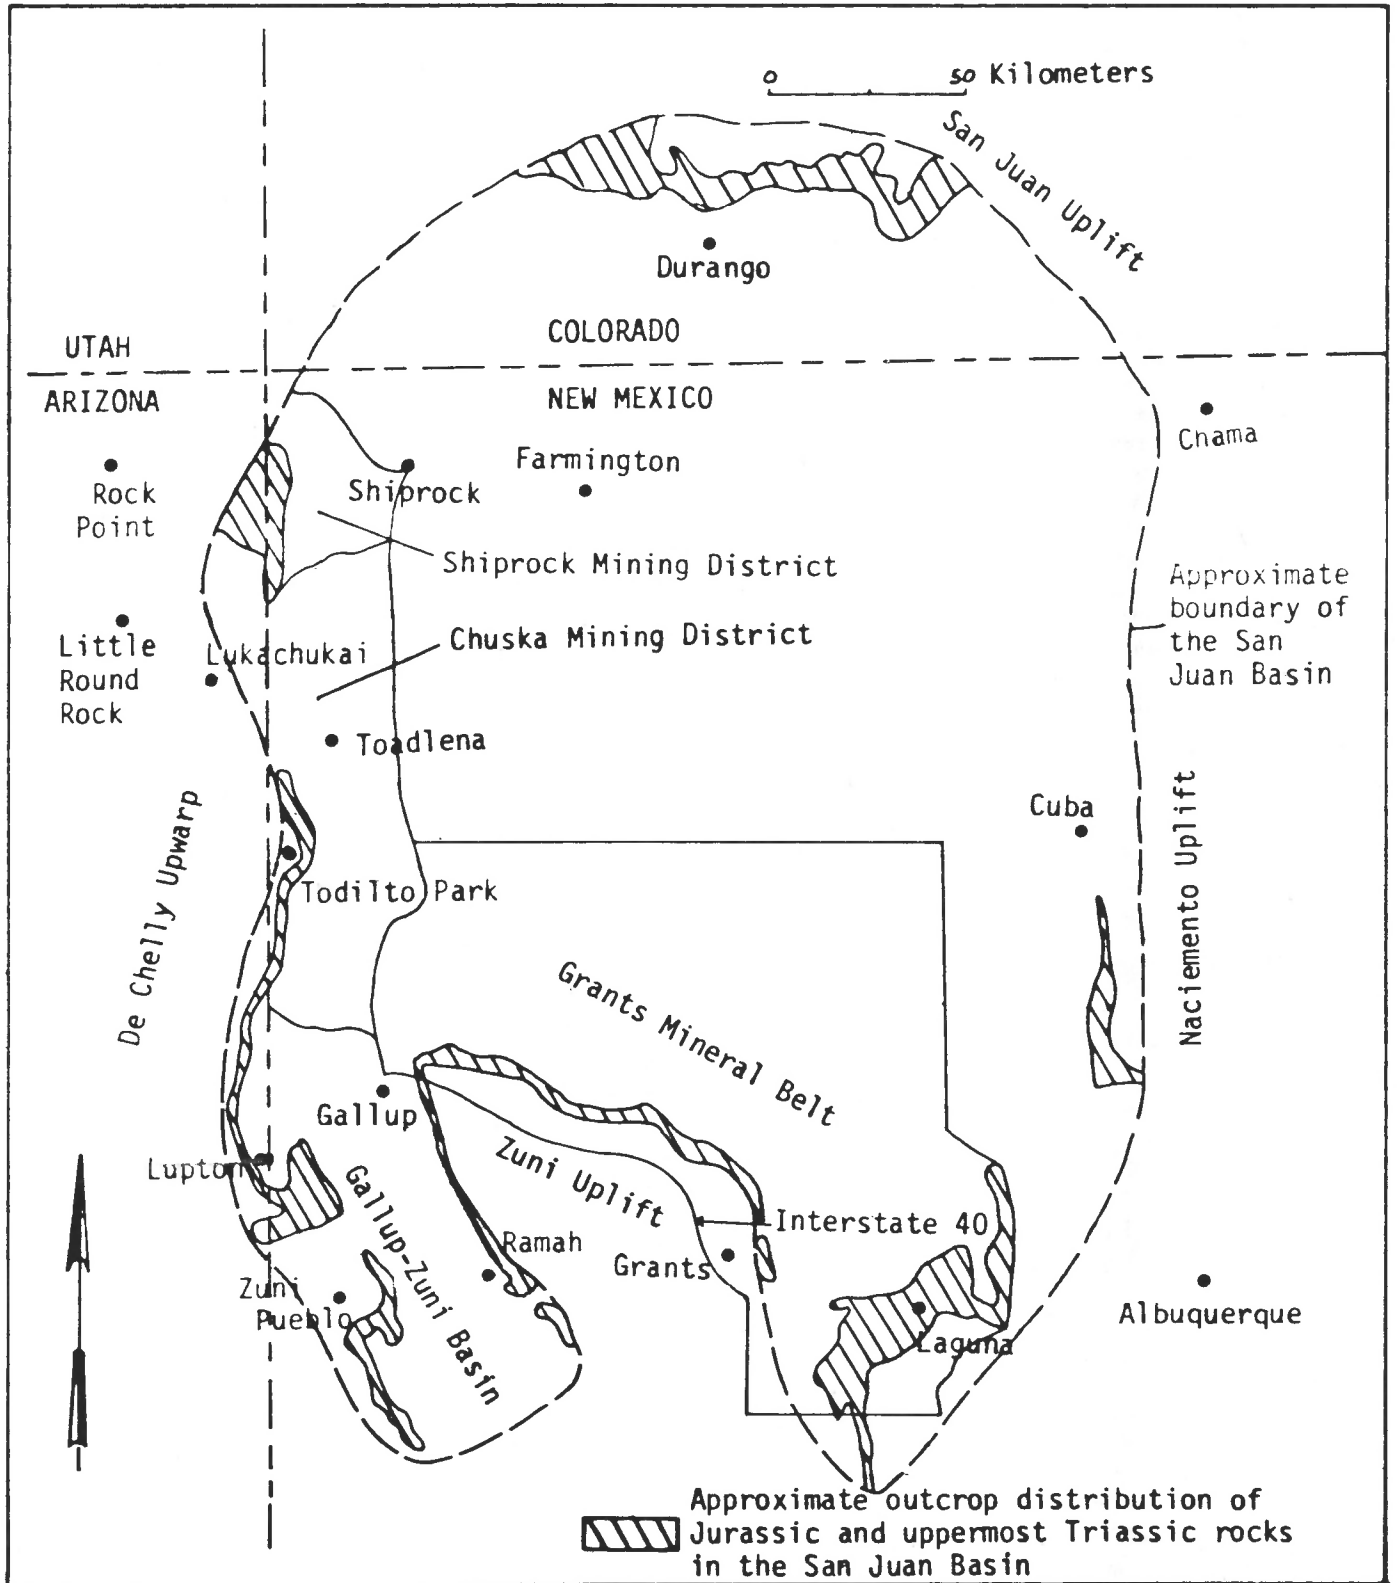 0 50 Kilometers
San Juan Uplift
Durango
COLORADO
UTAH
ARIZONA
NEW MEXICO
Chama
Farmington
Rock
Point
Shiprock
Shiprock Mining District
Approximate
boundary of
the San
Juan Basin
Chuska Mining District
Little
Round
Rock
Lukachukai
Toadlena
Cuba
De Chelly Upwarp
Naciemento Uplift
Todilto Park
Grants Mineral Belt
Gallup
Zuni Uplift
Lupton
Gallup-Zuni Basin
Interstate 40
Ramah
Grants
Zuni
Pueblo
Albuquerque
Laguna
Approximate outcrop distribution of
Jurassic and uppermost Triassic rocks
in the San Juan Basin